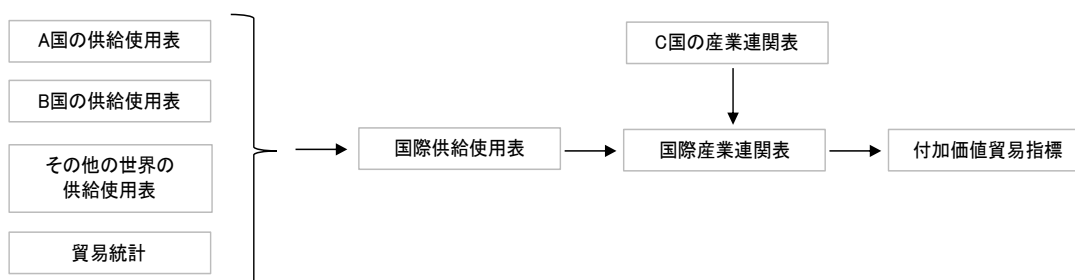 A国の供給使用表
B国の供給使用表
その他の世界の
供給使用表
貿易統計
国際供給使用表
C国の産業連関表
国際産業連関表
付加価値貿易指標